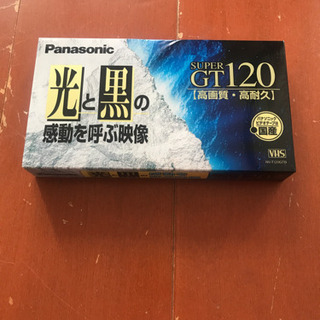 Panasonic
SUPER
GT120
【高画質・高耐久】
光と黒の
感動を呼ぶ映像
国産
VHS